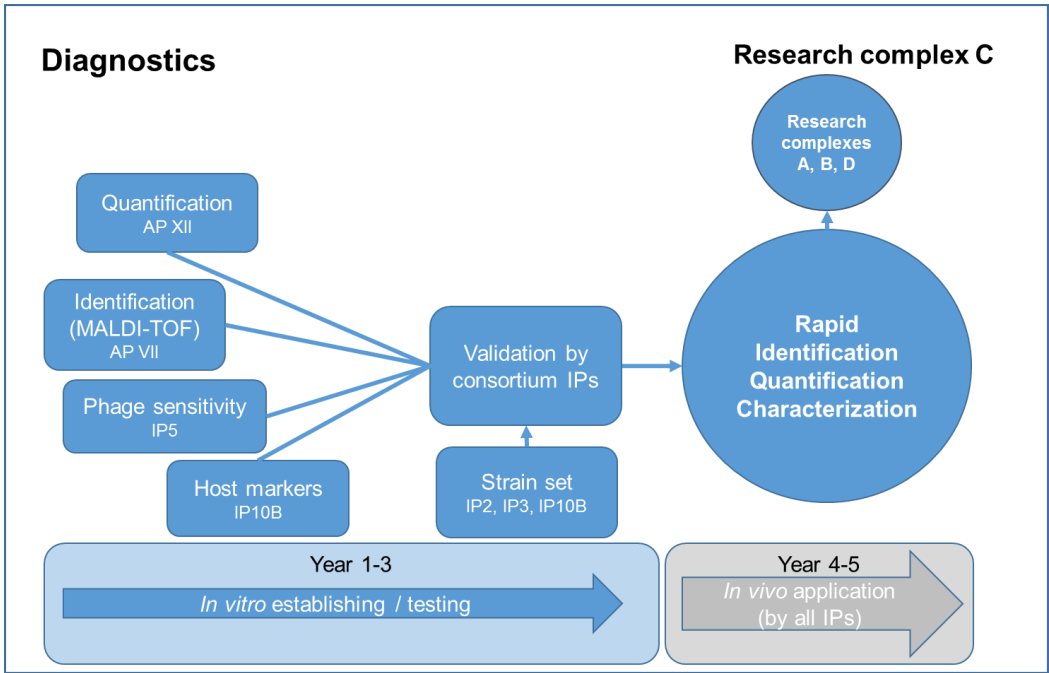 Diagnostics
Research complex C
Research
complexes
A, B, D
Quantification
AP XII
Identification
(MALDI-TOF)
AP VII
Phage sensitivity
IP5
Host markers
IP10B
Validation by
consortium IPs
Strain set
IP2, IP3, IP10B
Rapid
Identification
Quantification
Characterization
Year 1-3
In vitro establishing / testing
Year 4-5
In vivo application
(by all IPs)